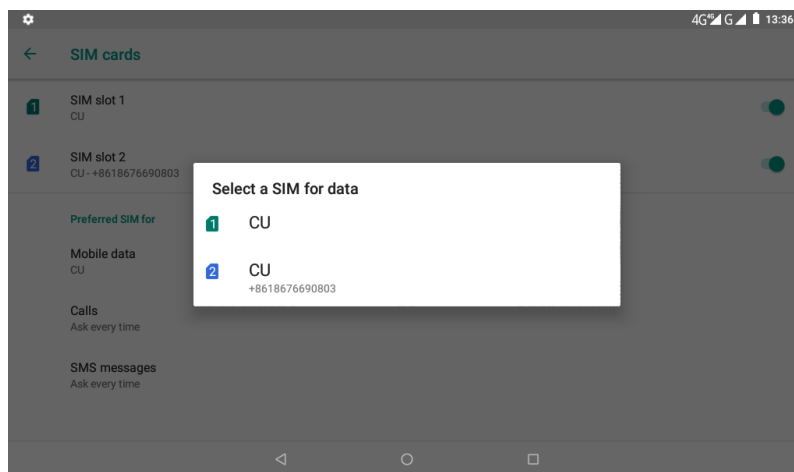 4G 4G G 13:36
SIM cards
1
SIM slot 1
CU
2
SIM slot 2
CU - +8618676690803
Select a SIM for data
1 CU
2 CU
+8618676690803
Preferred SIM for
Mobile data
CU
Calls
Ask every time
SMS messages
Ask every time